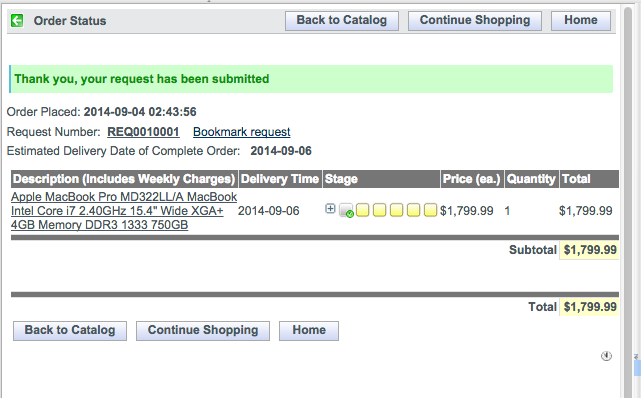 Order Status
Back to Catalog
Continue Shopping
Home
Thank you, your request has been submitted
Order Placed: 2014-09-04 02:43:56
Request Number: REQ0010001 Bookmark request
Estimated Delivery Date of Complete Order: 2014-09-06
Description (Includes Weekly Charges) Delivery Time Stage Price (ea.) Quantity Total
Apple MacBook Pro MD322LL/A MacBook
Intel Core i7 2.40GHz 15.4" Wide XGA+ 2014-09-06 $1,799.99 1 $1,799.99
4GB Memory DDR3 1333 750GB
Subtotal $1,799.99
Total $1,799.99
Back to Catalog
Continue Shopping
Home